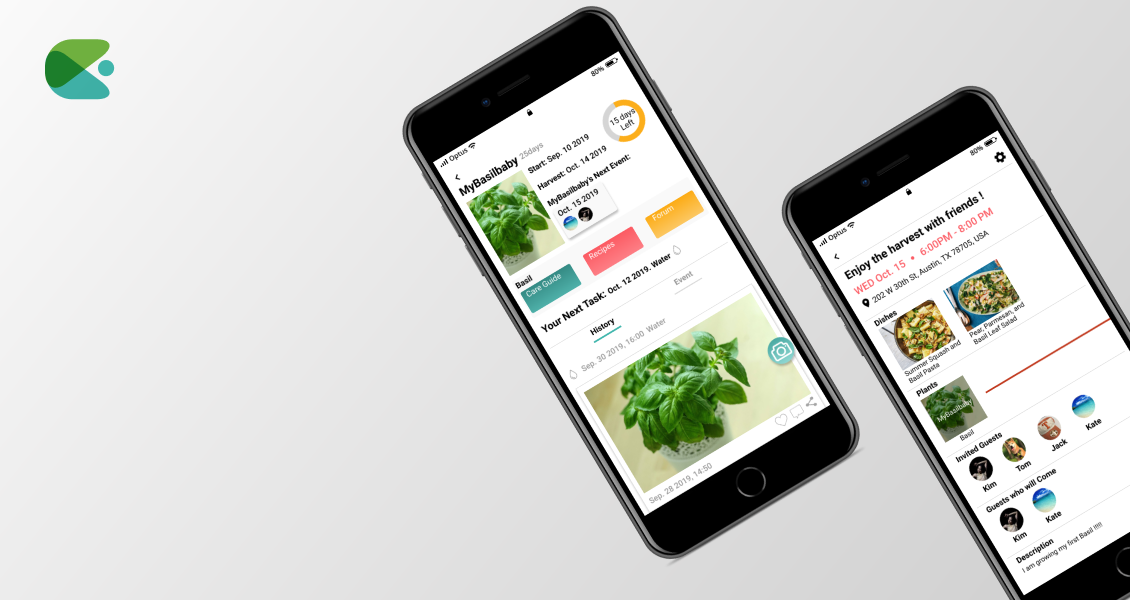 Optus
80%
MyBasilbaby 25days
Start: Sep. 10 2019
Harvest: Oct. 14 2019
MyBasilbaby's Next Event:
Oct. 15 2019
15 days
Left
Basil
Care Guide
Recipes
Forum
Your Next Task: Oct. 12 2019. Water
History
Event
Sep. 30 2019, 16:00 Water
Sep. 28 2019, 14:50
Optus
80%
Enjoy the harvest with friends !
WED Oct. 15 • 6:00PM - 8:00 PM
202 W 30th St, Austin, TX 78705, USA
Dishes
Summer Squash and
Basil Pasta
Pear, Parmesan, and
Basil Leaf Salad
Plants
MyBasilbaby
Basil
Invited Guests
Kim
Tom
Jack
Kate
Guests who will Come
Kim
Kate
Description
I am growing my first Basil !!!!!